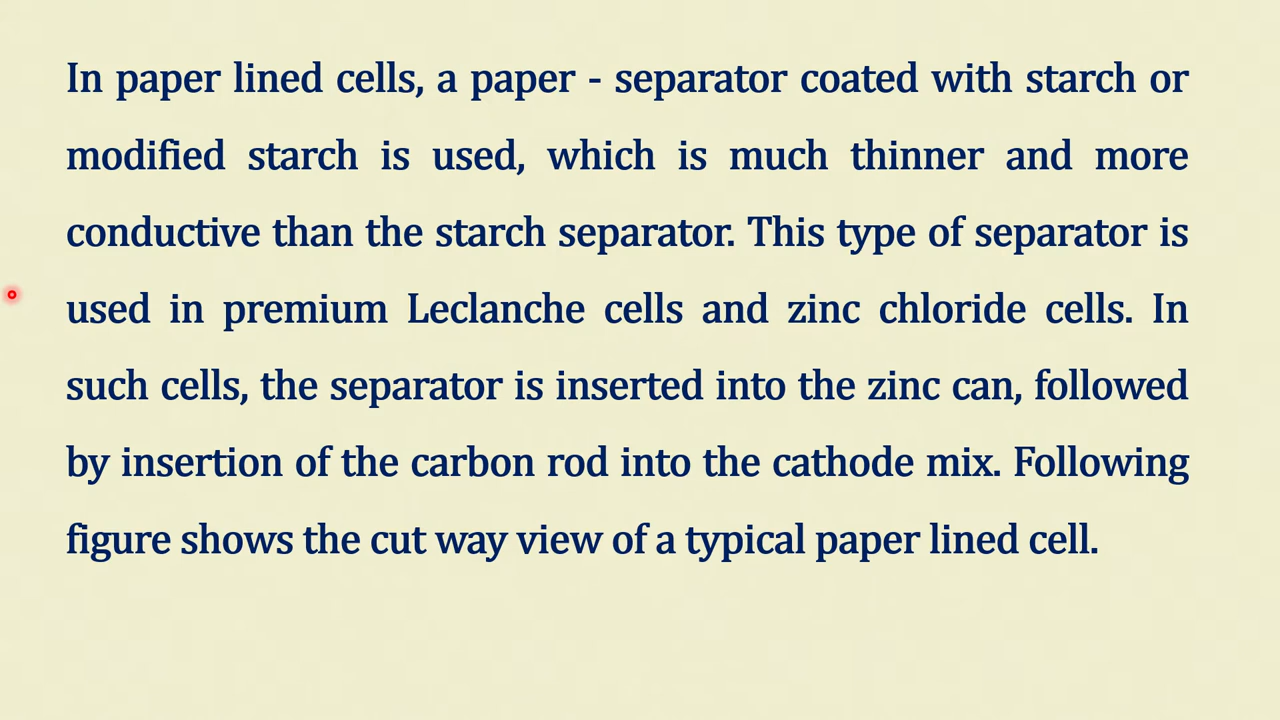 In paper lined cells, a paper - separator coated with starch or
modified starch is used, which is much thinner and more
conductive than the starch separator. This type of separator is
used in premium Leclanche cells and zinc chloride cells. In
such cells, the separator is inserted into the zinc can, followed
by insertion of the carbon rod into the cathode mix. Following
figure shows the cut way view of a typical paper lined cell.